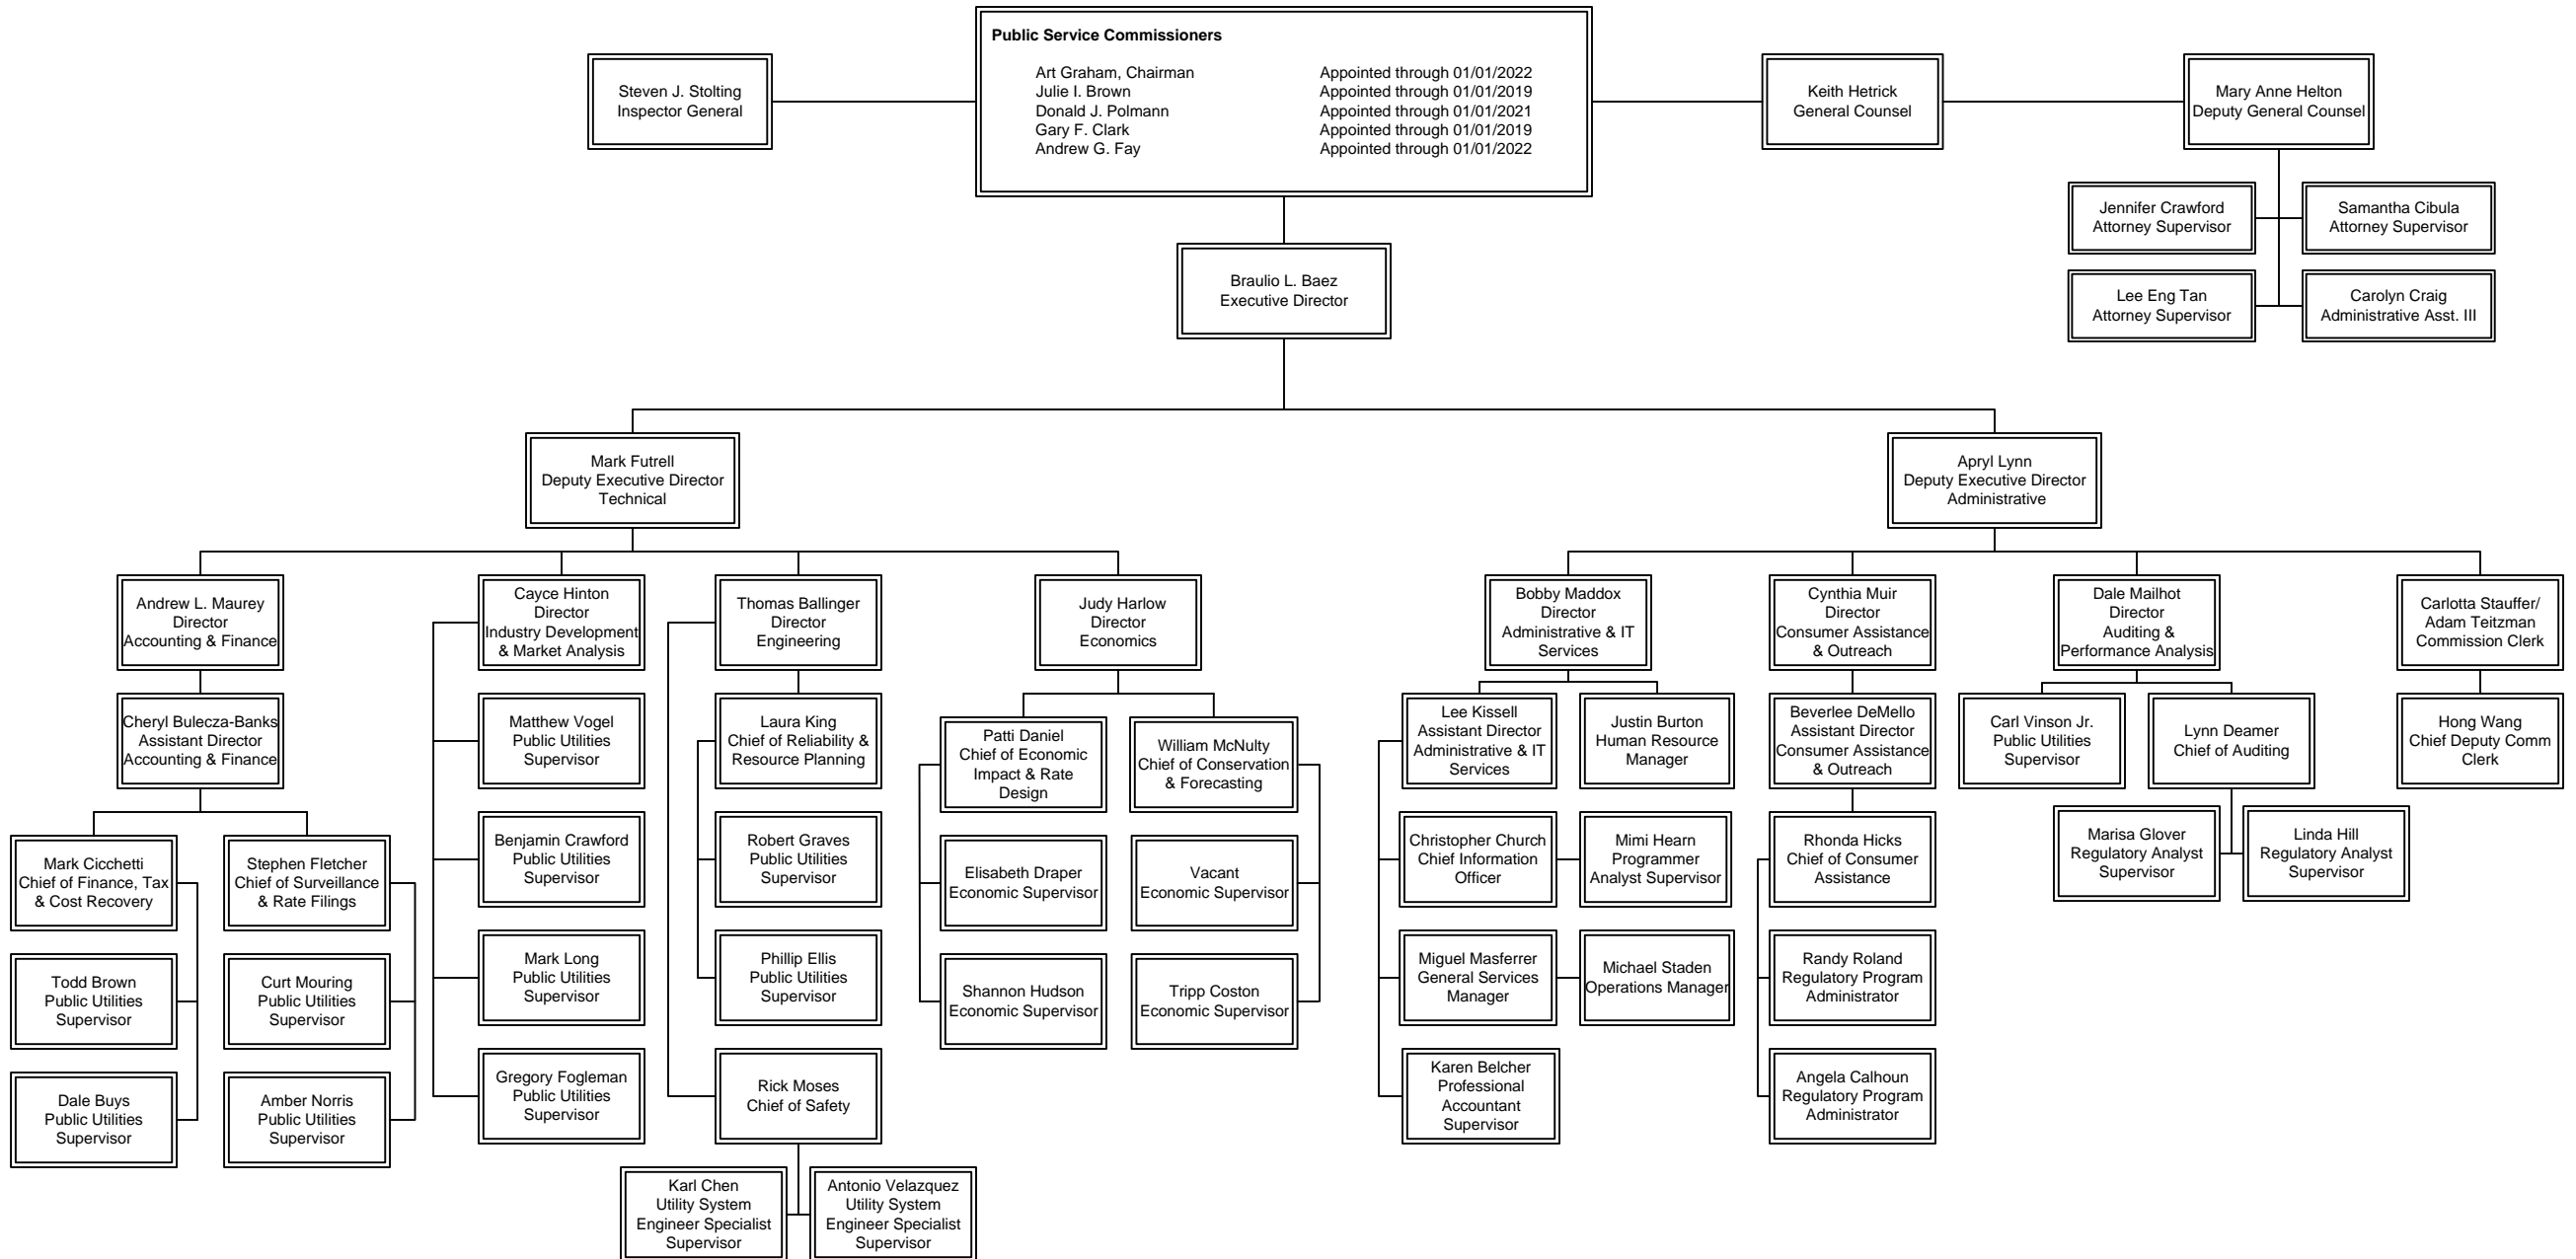 Public Service Commissioners
Art Graham, Chairman Appointed through 01/01/2022
Julie I. Brown Appointed through 01/01/2019
Donald J. Polmann Appointed through 01/01/2021
Gary F. Clark Appointed through 01/01/2019
Andrew G. Fay Appointed through 01/01/2022
Steven J. Stolting
Inspector General
Keith Hetrick
General Counsel
Mary Anne Helton
Deputy General Counsel
Jennifer Crawford
Attorney Supervisor
Samantha Cibula
Attorney Supervisor
Lee Eng Tan
Attorney Supervisor
Carolyn Craig
Administrative Asst. III
Braulio L. Baez
Executive Director
Mark Futrell
Deputy Executive Director
Technical
Apryl Lynn
Deputy Executive Director
Administrative
Andrew L. Maurey
Director
Accounting & Finance
Cayce Hinton
Director
Industry Development
& Market Analysis
Thomas Ballinger
Director
Engineering
Judy Harlow
Director
Economics
Bobby Maddox
Director
Administrative & IT
Services
Cynthia Muir
Director
Consumer Assistance
& Outreach
Dale Mailhot
Director
Auditing &
Performance Analysis
Carlotta Stauffer/
Adam Teitzman
Commission Clerk
Cheryl Bulecza-Banks
Assistant Director
Accounting & Finance
Matthew Vogel
Public Utilities
Supervisor
Laura King
Chief of Reliability &
Resource Planning
Patti Daniel
Chief of Economic
Impact & Rate
Design
William McNulty
Chief of Conservation
& Forecasting
Lee Kissell
Assistant Director
Administrative & IT
Services
Justin Burton
Human Resource
Manager
Beverlee DeMello
Assistant Director
Consumer Assistance
& Outreach
Carl Vinson Jr.
Public Utilities
Supervisor
Lynn Deamer
Chief of Auditing
Hong Wang
Chief Deputy Comm
Clerk
Mark Cicchetti
Chief of Finance, Tax
& Cost Recovery
Stephen Fletcher
Chief of Surveillance
& Rate Filings
Benjamin Crawford
Public Utilities
Supervisor
Robert Graves
Public Utilities
Supervisor
Elisabeth Draper
Economic Supervisor
Vacant
Economic Supervisor
Christopher Church
Chief Information
Officer
Mimi Hearn
Programmer
Analyst Supervisor
Rhonda Hicks
Chief of Consumer
Assistance
Marisa Glover
Regulatory Analyst
Supervisor
Linda Hill
Regulatory Analyst
Supervisor
Todd Brown
Public Utilities
Supervisor
Curt Mouring
Public Utilities
Supervisor
Mark Long
Public Utilities
Supervisor
Phillip Ellis
Public Utilities
Supervisor
Shannon Hudson
Economic Supervisor
Tripp Coston
Economic Supervisor
Miguel Masferrer
General Services
Manager
Michael Staden
Operations Manager
Randy Roland
Regulatory Program
Administrator
Dale Buys
Public Utilities
Supervisor
Amber Norris
Public Utilities
Supervisor
Gregory Fogleman
Public Utilities
Supervisor
Rick Moses
Chief of Safety
Karen Belcher
Professional
Accountant
Supervisor
Angela Calhoun
Regulatory Program
Administrator
Karl Chen
Utility System
Engineer Specialist
Supervisor
Antonio Velazquez
Utility System
Engineer Specialist
Supervisor